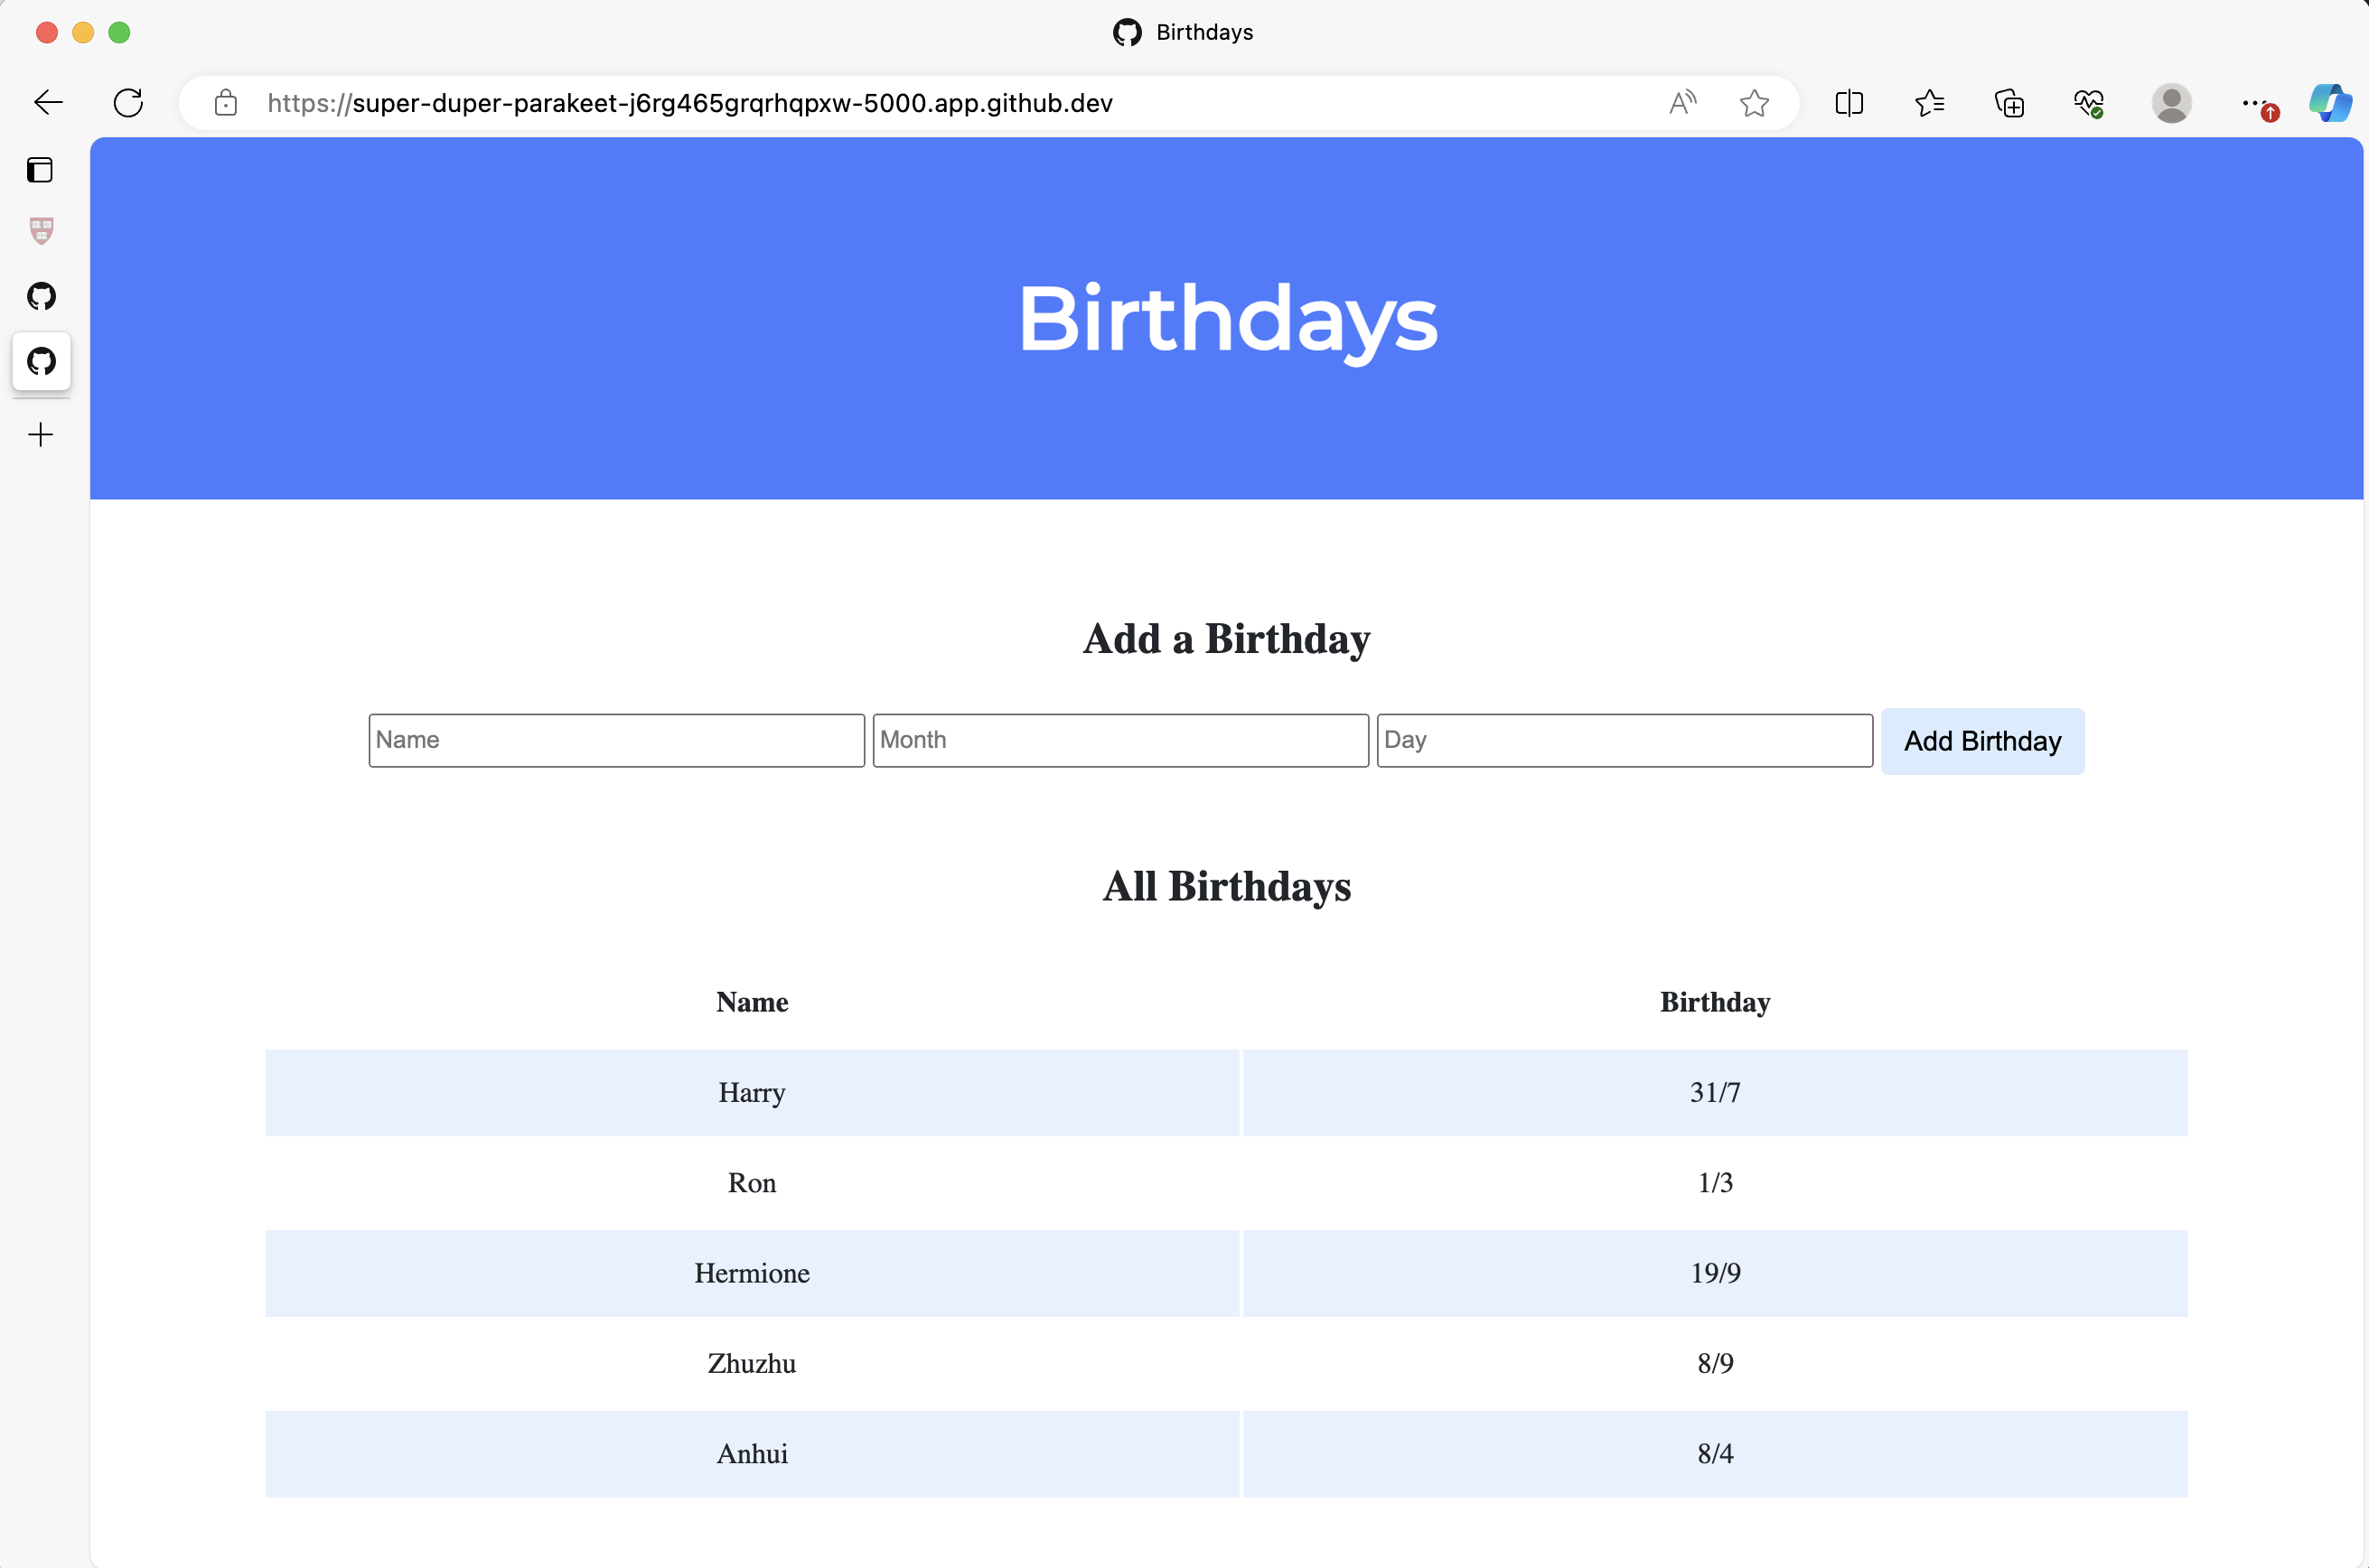 Birthdays
https://super-duper-parakeet-j6rg465grqrhqpxw-5000.app.github.dev
Birthdays
Add a Birthday
Name Month Day Add Birthday
All Birthdays
Name Birthday
Harry 31/7
Ron 1/3
Hermione 19/9
Zhuzhu 8/9
Anhui 8/4